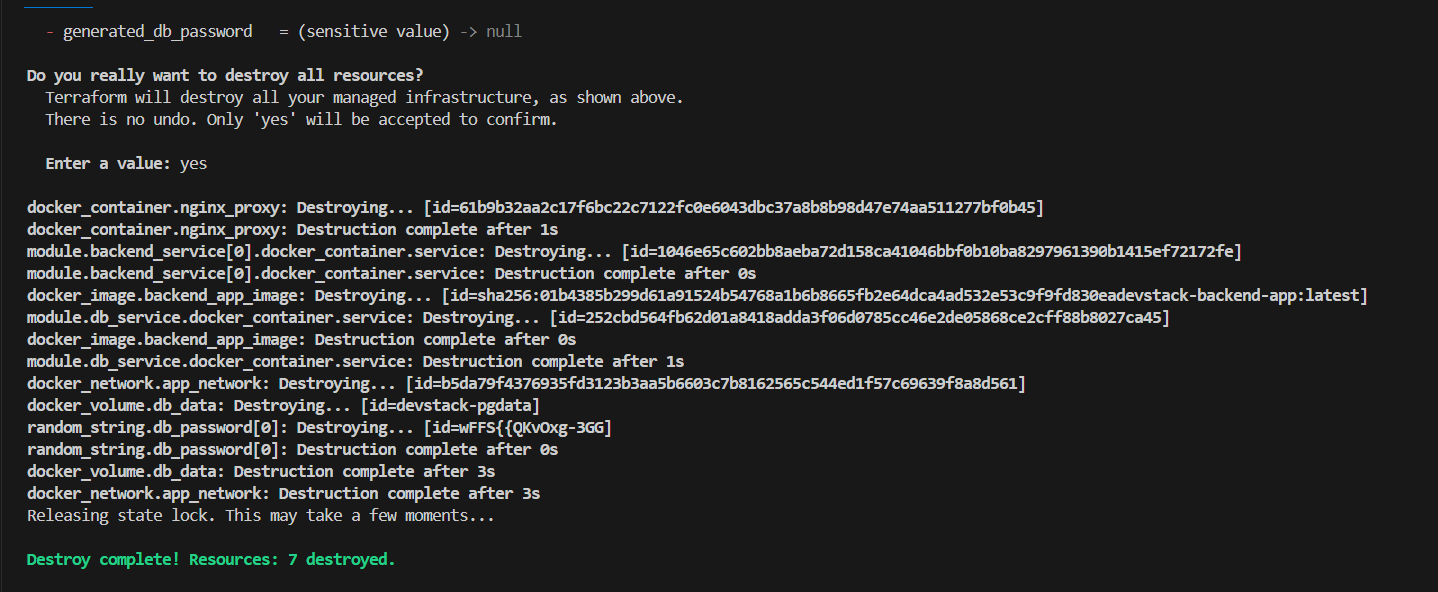 - generated_db_password   = (sensitive value) -> null
Do you really want to destroy all resources?
Terraform will destroy all your managed infrastructure, as shown above.
There is no undo. Only 'yes' will be accepted to confirm.
Enter a value: yes
docker_container.nginx_proxy: Destroying... [id=61b9b32aa2c17f6bc22c7122fc0e6043dbc37a8b8b98d47e74aa511277bf0b45]
docker_container.nginx_proxy: Destruction complete after 1s
module.backend_service[0].docker_container.service: Destroying... [id=1046e65c602bb8aeba72d158ca41046bbf0b10ba8297961390b1415ef72172fe]
module.backend_service[0].docker_container.service: Destruction complete after 0s
docker_image.backend_app_image: Destroying... [id=sha256:01b4385b299d61a91524b54768a1b6b8665fb2e64dca4ad532e53c9f9fd830eadevstack-backend-app:latest]
module.db_service.docker_container.service: Destroying... [id=252cbd564fb62d01a8418adda3f06d0785cc46e2de05868ce2cff88b8027ca45]
docker_image.backend_app_image: Destruction complete after 0s
module.db_service.docker_container.service: Destruction complete after 1s
docker_network.app_network: Destroying... [id=b5da79f4376935fd3123b3aa5b6603c7b8162565c544ed1f57c69639f8a8d561]
docker_volume.db_data: Destroying... [id=devstack-pgdata]
random_string.db_password[0]: Destroying... [id=wFFS{{QKvOxg-3GG]
random_string.db_password[0]: Destruction complete after 0s
docker_volume.db_data: Destruction complete after 3s
docker_network.app_network: Destruction complete after 3s
Releasing state lock. This may take a few moments...
Destroy complete! Resources: 7 destroyed.